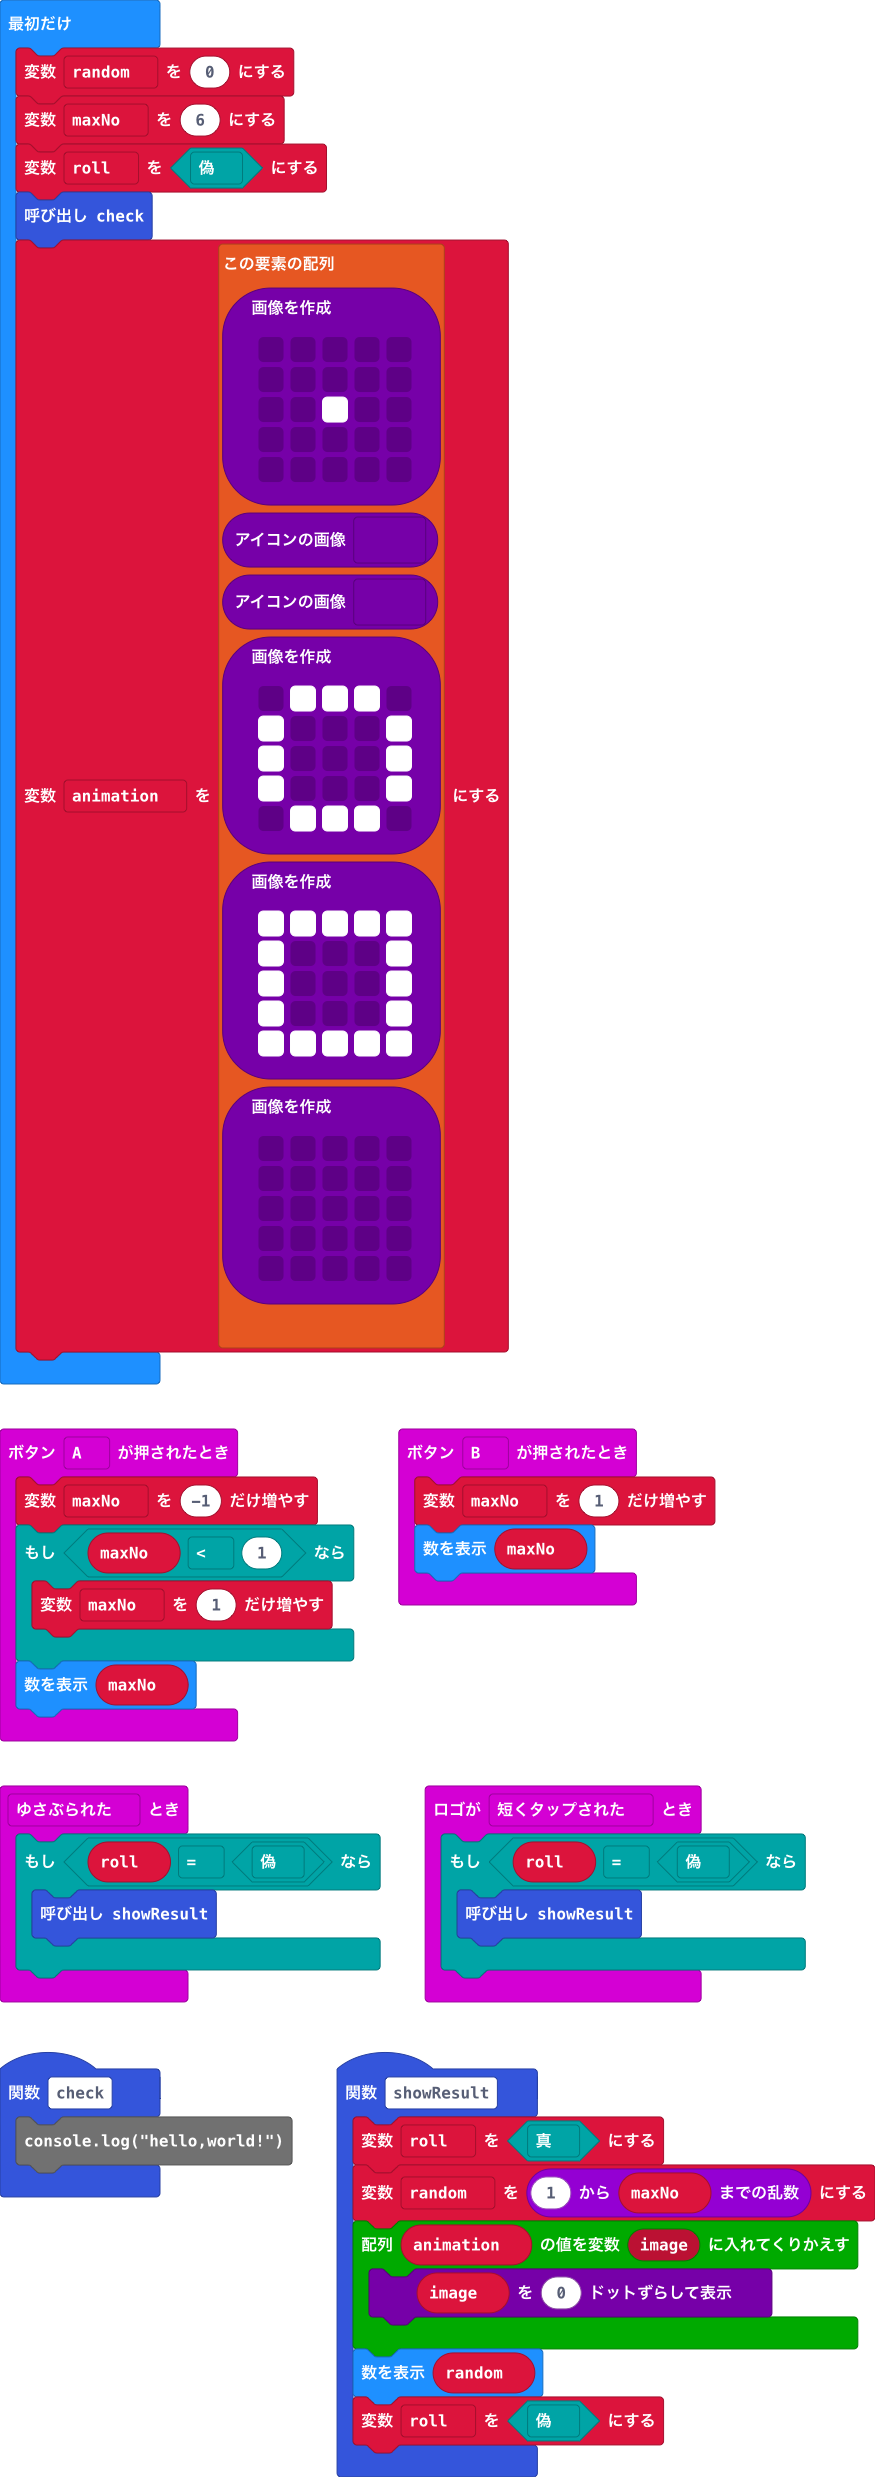 最初だけ
変数 random を 0 にする
変数 maxNo を 6 にする
変数 roll を 偽 にする
呼び出し check
変数 animation を この要素の配列 にする
画像を作成
アイコンの画像
アイコンの画像
画像を作成
画像を作成
画像を作成
ボタン A が押されたとき
変数 maxNo を -1 だけ増やす
もし maxNo < 1 なら
変数 maxNo を 1 だけ増やす
数を表示 maxNo
ボタン B が押されたとき
変数 maxNo を 1 だけ増やす
数を表示 maxNo
ゆさぶられた とき
もし roll = 偽 なら
呼び出し showResult
ロゴが 短くタップされた とき
もし roll = 偽 なら
呼び出し showResult
関数 check
console.log("hello,world!")
関数 showResult
変数 roll を 真 にする
変数 random を 1 から maxNo までの乱数 にする
配列 animation の値を変数 image に入れてくりかえす
image を 0 ドットずらして表示
数を表示 random
変数 roll を 偽 にする